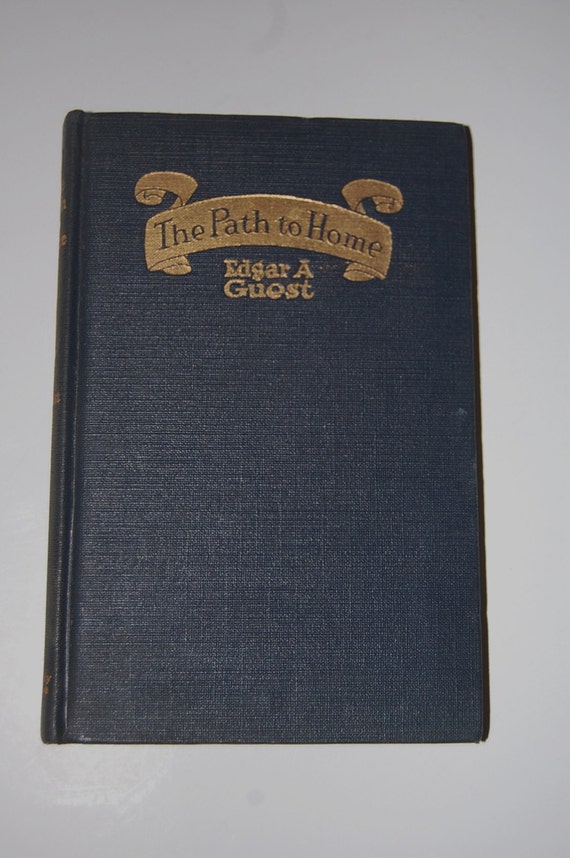 The Path to Home
Edgar A
Guest